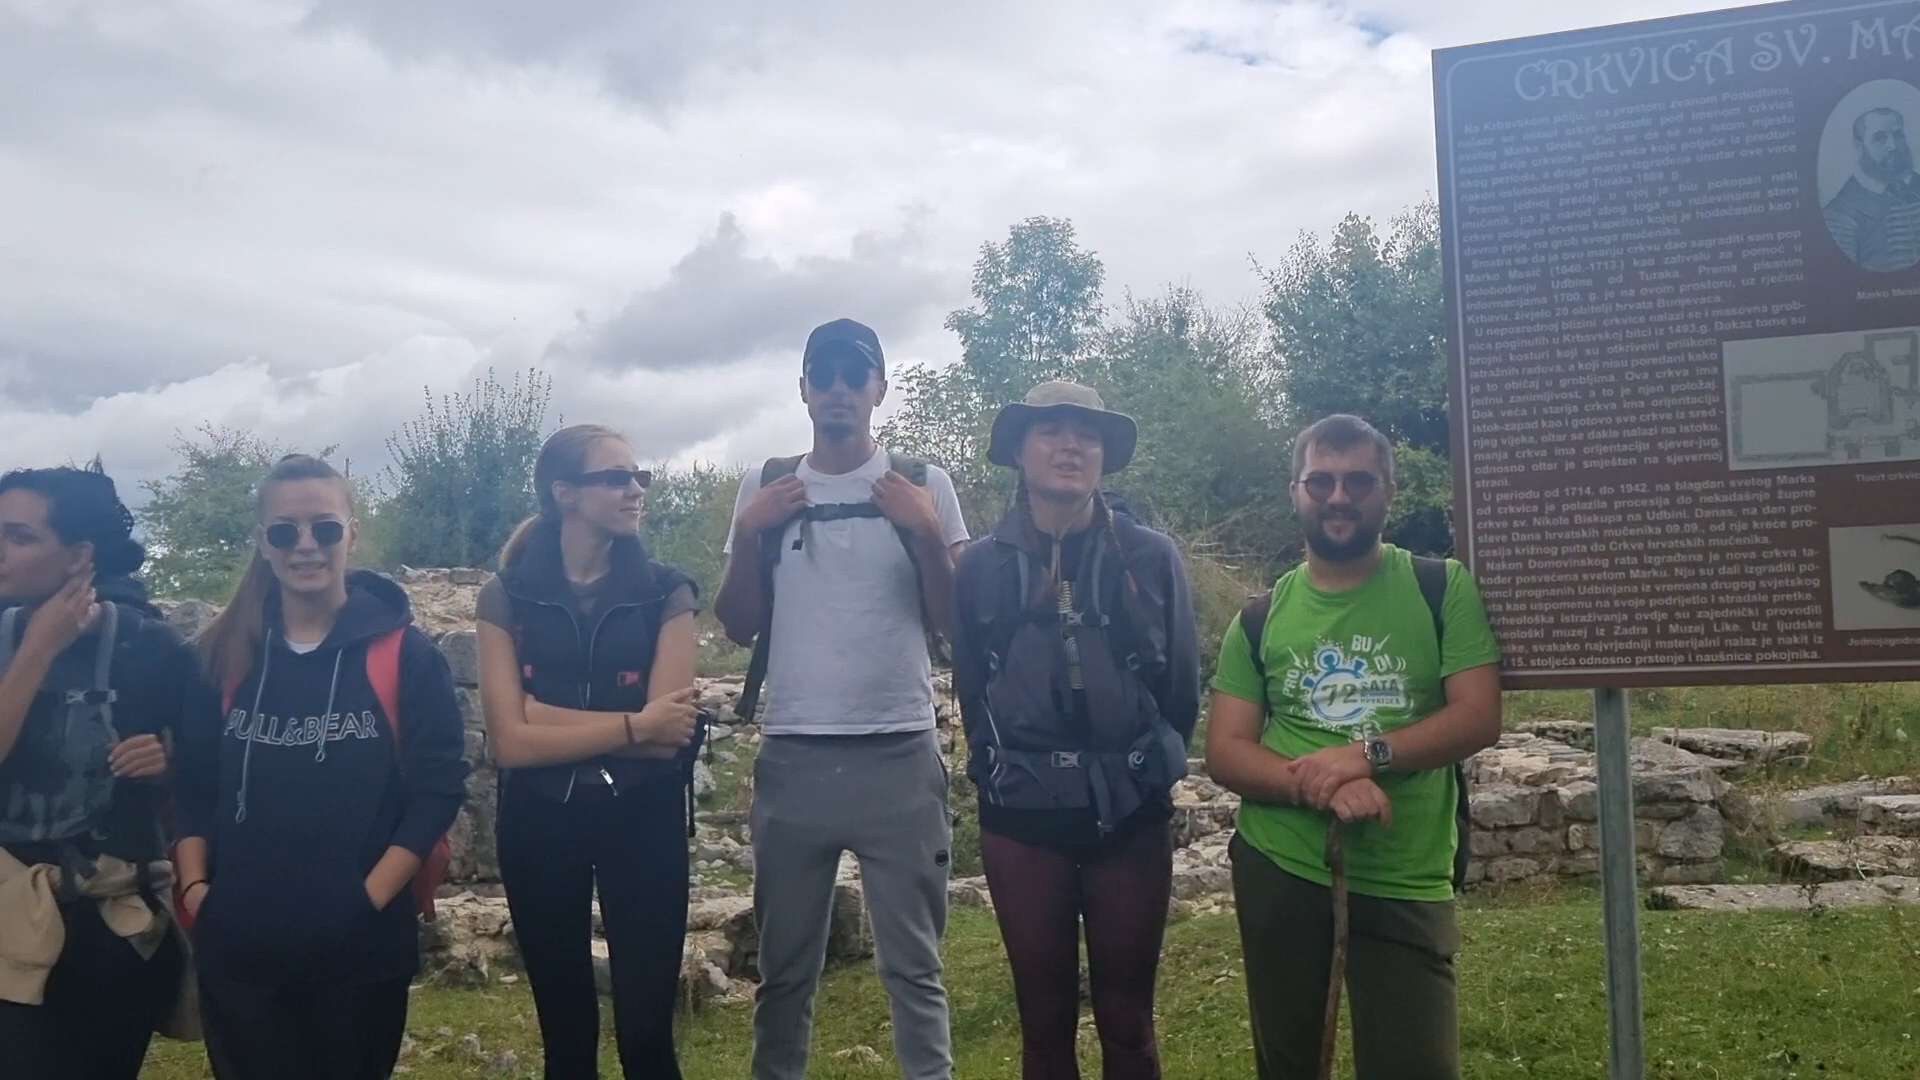 CRKVICA SV. MA
Na Krbavskom polju, na prostoru zvanom Podudbina,
nalaze se ostaci crkve poznate pod imenom crkvica
svetog Marka Groba. Čini se da se na istom mjestu
nalaze dvije crkvice, jedna veća koja potječe iz predtur-
skog perioda, a druga manja izgrađena unutar ove veće
nakon oslobođenja od Turaka 1689. g.
Prema jednoj predaji u njoj je bio pokopan neki
mučenik, pa je narod zbog toga na ruševinama stare
crkve podigao drvenu kapelicu kojoj je hodočastio kao i
davno prije, na grob svoga mučenika.
Smatra se da je ovu manju crkvu dao sagraditi sam pop
Marko Mesić (1640.-1713.) kao zahvalu za pomoć u
oslobođenju Udbine od Turaka. Prema pisanim
informacijama 1700. g. je na ovom prostoru, uz rječicu
Krbavu, živjelo 20 obitelji hrvata Bunjevaca.
U neposrednoj blizini crkvice nalazi se i masovna grob-
nica poginulih u Krbavskoj bitci iz 1493.g. Dokaz tome su
brojni kosturi koji su otkriveni prilikom
istražnih radova, a koji nisu poredani kako
je to običaj u grobljima. Ova crkva ima
jednu zanimljivost, a to je njen položaj.
Dok veća i starija crkva ima orijentaciju
istok-zapad kao i gotovo sve crkve iz sred-
njeg vijeka, oltar se dakle nalazi na istoku,
manja crkva ima orijentaciju sjever-jug,
odnosno oltar je smješten na sjevernoj
strani.
U periodu od 1714. do 1942. na blagdan svetog Marka
od crkvice je polazila procesija do nekadašnje župne
crkve sv. Nikole Biskupa na Udbini. Danas, na dan pro-
slave Dana hrvatskih mučenika 09.09., od nje kreće pro-
cesija križnog puta do Crkve hrvatskih mučenika.
Nakon Domovinskog rata izgrađena je nova crkva ta-
kođer posvećena svetom Marku. Nju su dali izgraditi po-
tomci prognanih Udbinjana iz vremena drugog svjetskog
rata kao uspomenu na svoje podrijetlo i stradale pretke.
Arheološka istraživanja ovdje su zajednički provodili
heološki muzej iz Zadra i Muzej Like. Uz ljudske
tke, svakako najvrjedniji materijalni nalaz je nakit iz
15. stoljeća odnosno prstenje i naušnice pokojnika.
Marko Mesić
Tlocrt crkvic
Jednojagodna
PULL&BEAR
BUDI
PRO
72 SATA
HRVATSKA